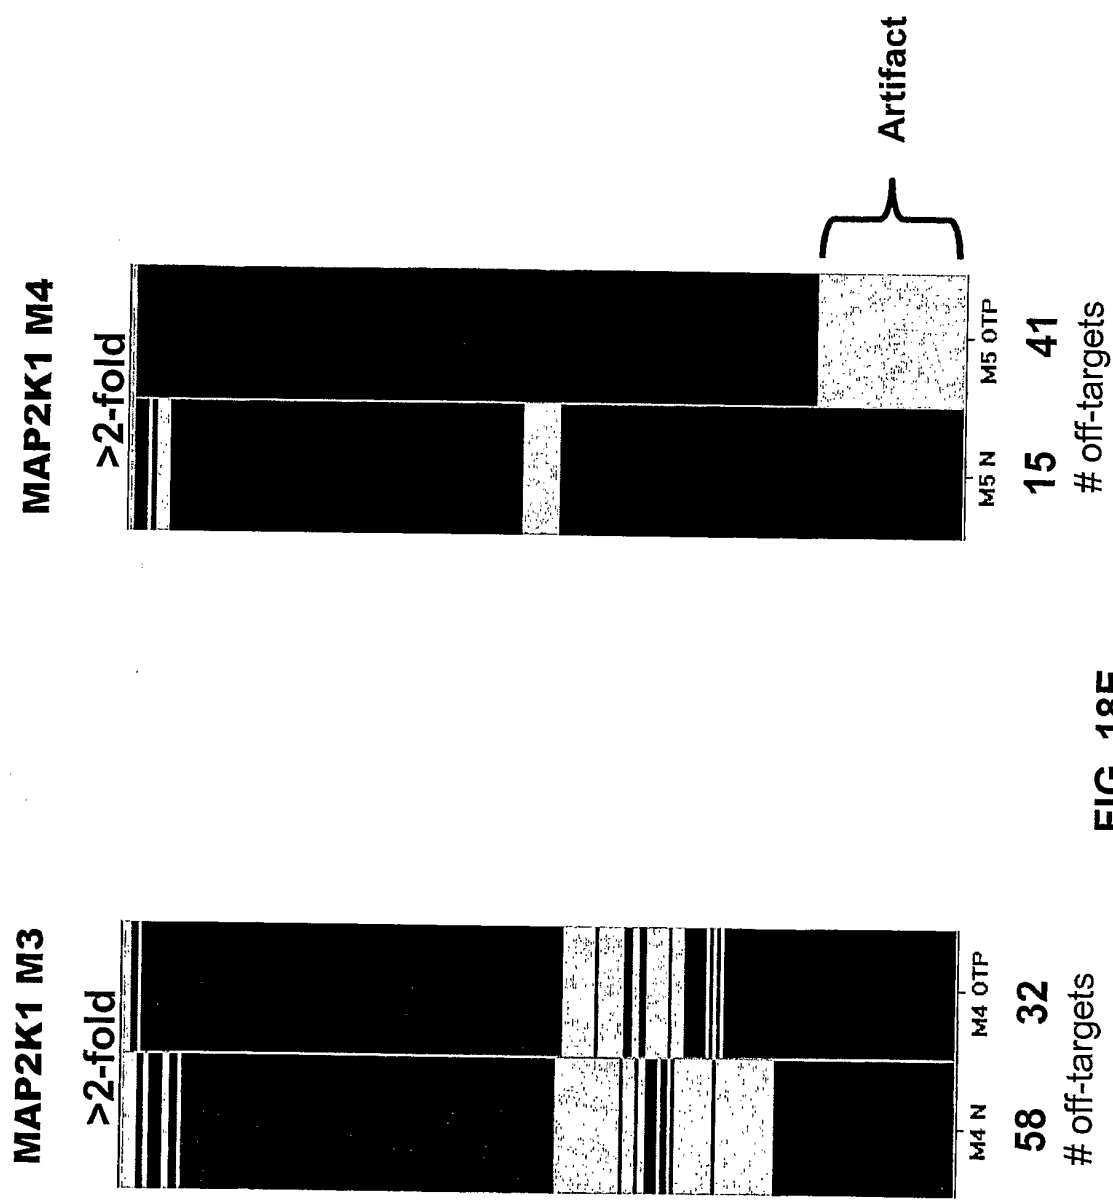 MAP2K1 M3
>2-fold
M4 N
M4 OTP
58
32
# off-targets
MAP2K1 M4
>2-fold
M5 N
M5 OTP
15
41
# off-targets
Artifact
FIG